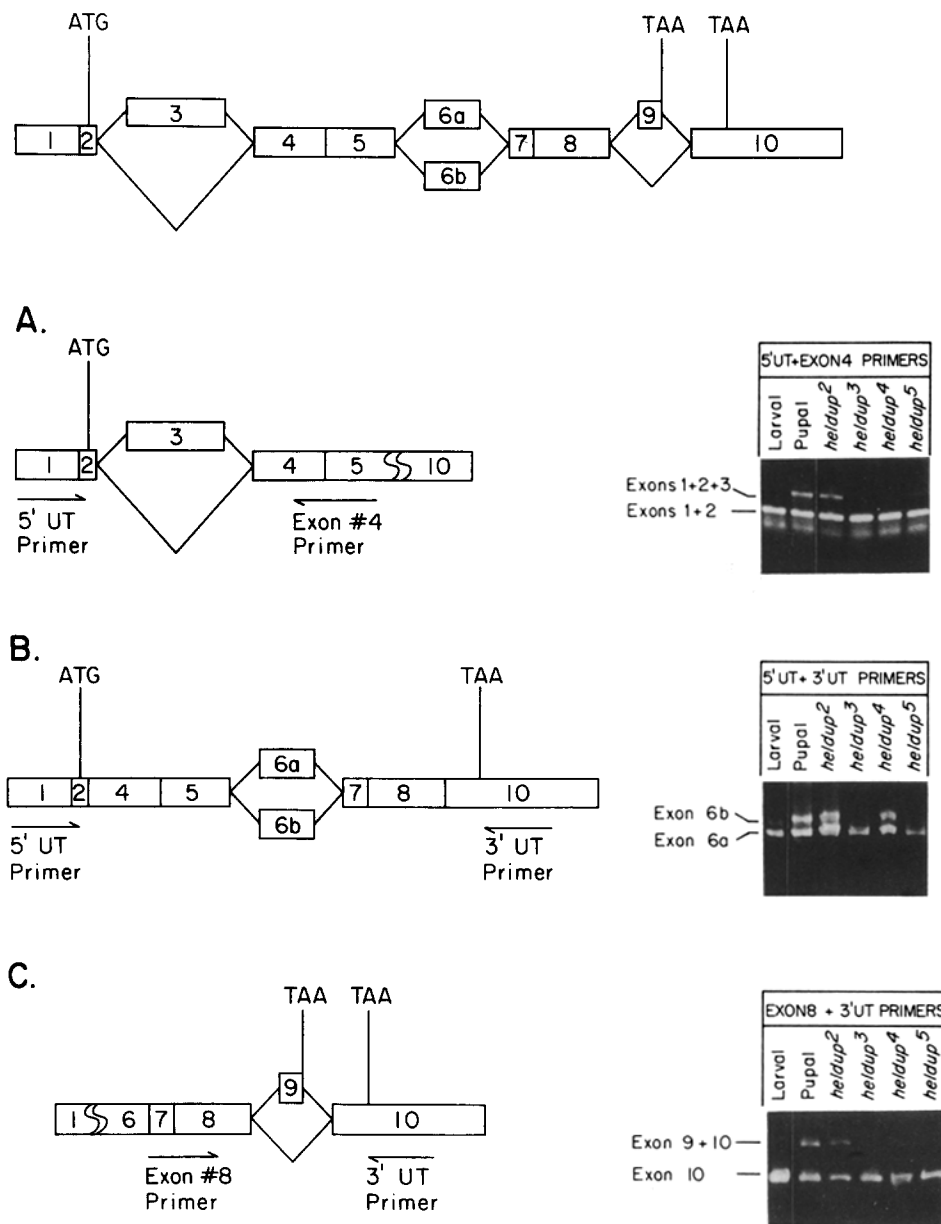 ATG
TAA TAA
3
6a
9
1 2 4 5 7 8 10
6b
A.
ATG
3
1 2 4 5 10
5' UT Primer
Exon #4 Primer
5'UT+EXON4 PRIMERS
Larval Pupal heldup2 heldup3 heldup4 heldup5
Exons 1+2+3
Exons 1+2
B.
ATG
TAA
6a
1 2 4 5 7 8 10
6b
5' UT Primer
3' UT Primer
5'UT+ 3'UT PRIMERS
Larval Pupal heldup2 heldup3 heldup4 heldup5
Exon 6b
Exon 6a
C.
TAA TAA
9
1 6 7 8 10
Exon #8 Primer
3' UT Primer
EXON8 + 3'UT PRIMERS
Larval Pupal heldup2 heldup3 heldup4 heldup5
Exon 9+10
Exon 10